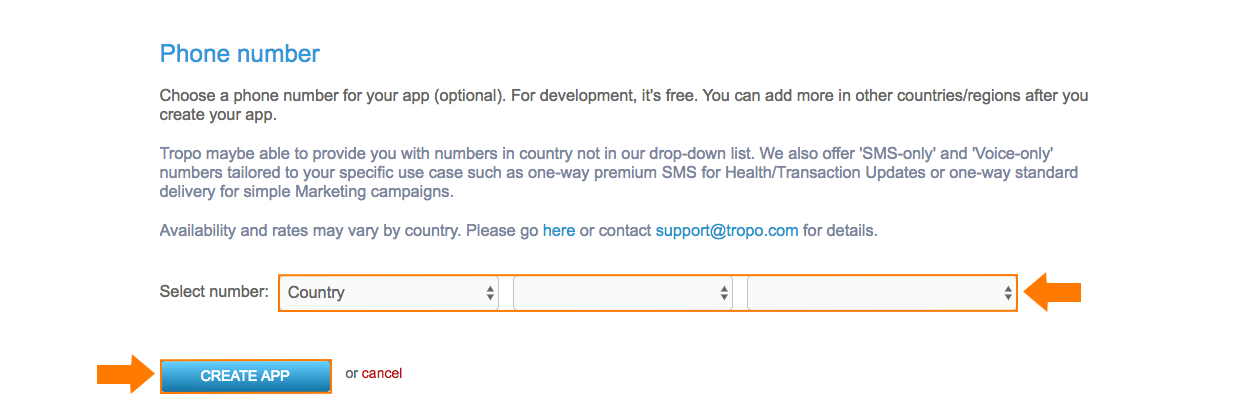 Phone number
Choose a phone number for your app (optional). For development, it's free. You can add more in other countries/regions after you
create your app.
Tropo maybe able to provide you with numbers in country not in our drop-down list. We also offer 'SMS-only' and 'Voice-only'
numbers tailored to your specific use case such as one-way premium SMS for Health/Transaction Updates or one-way standard
delivery for simple Marketing campaigns.
Availability and rates may vary by country. Please go here or contact support@tropo.com for details.
Select number: Country
CREATE APP or cancel